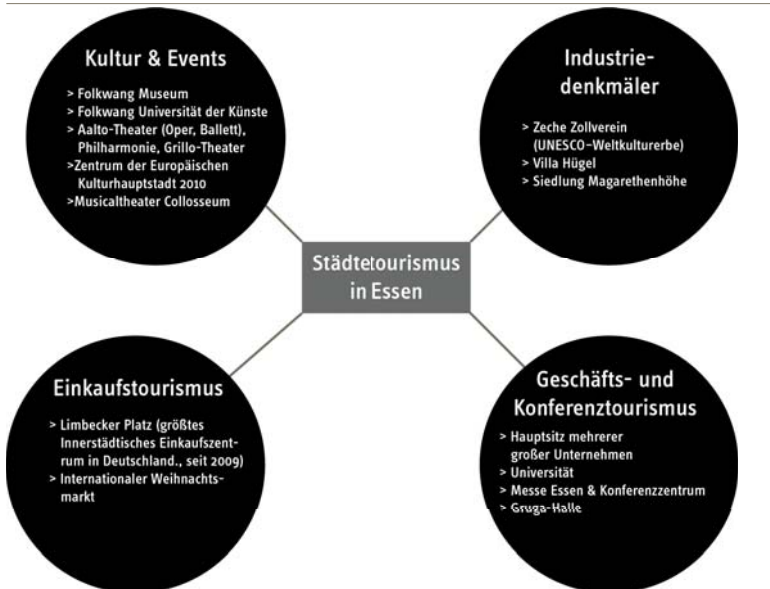 Kultur & Events
> Folkwang Museum
> Folkwang Universität der Künste
> Aalto-Theater (Oper, Ballett),
Philharmonie, Grillo-Theater
>Zentrum der Europäischen
Kulturhauptstadt 2010
>Musicaltheater Collosseum
Industrie-
denkmäler
> Zeche Zollverein
(UNESCO-Weltkulturerbe)
> Villa Hügel
> Siedlung Magarethenhöhe
Städtetourismus
in Essen
Einkaufstourismus
> Limbecker Platz (größtes
Innerstädtisches Einkaufszent-
rum in Deutschland., seit 2009)
> Internationaler Weihnachts-
markt
Geschäfts- und
Konferenztourismus
> Hauptsitz mehrerer
großer Unternehmen
> Universität
> Messe Essen & Konferenzzentrum
> Gruga-Halle